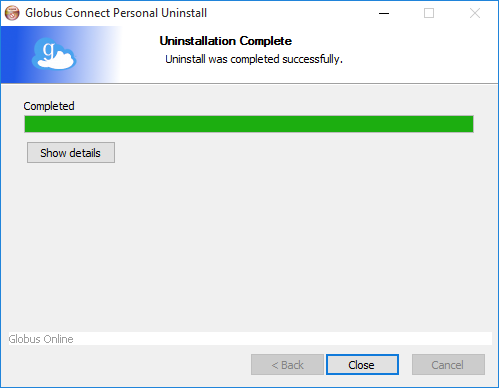 Globus Connect Personal Uninstall
Uninstallation Complete
Uninstall was completed successfully.
g
Completed
Show details
Globus Online
< Back
Close
Cancel